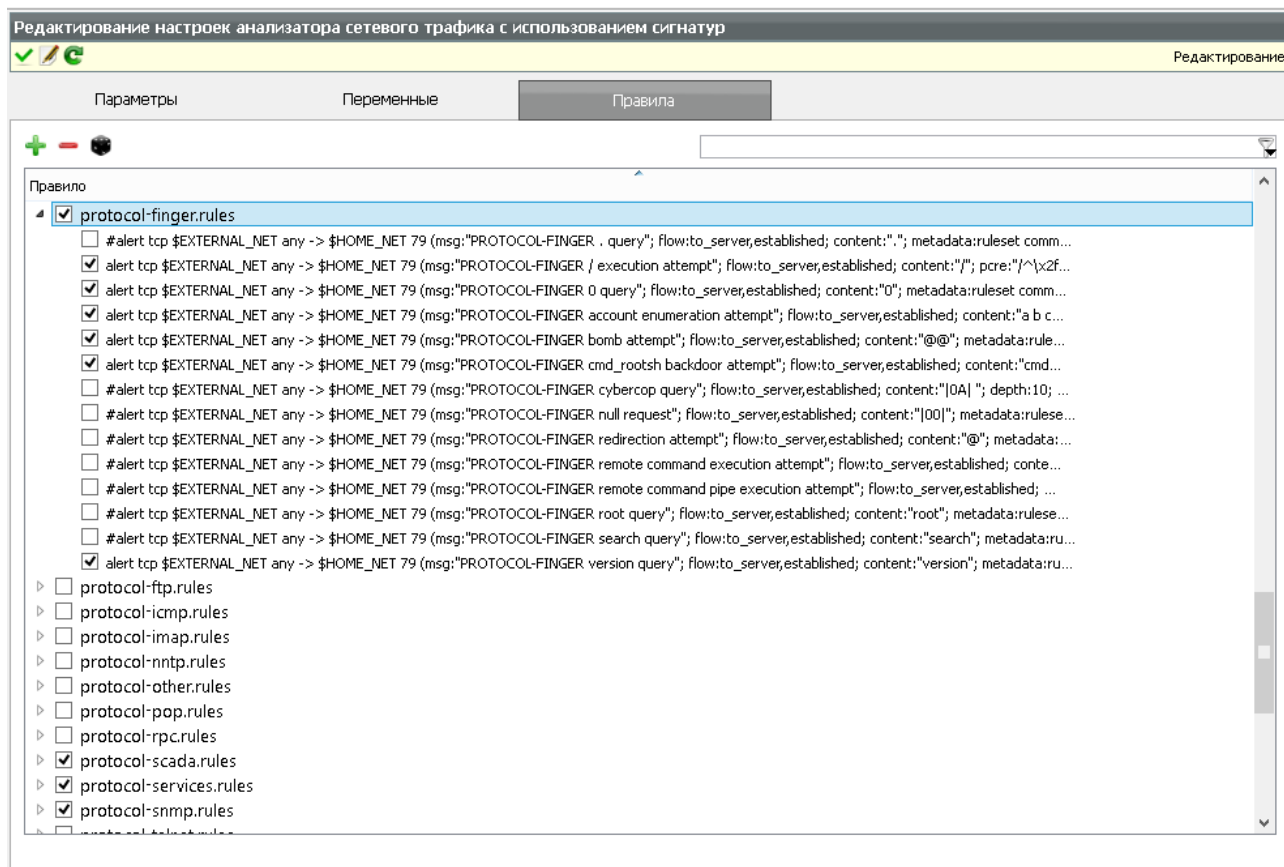 Редактирование настроек анализатора сетевого трафика с использованием сигнатур
Редактирование
Параметры Переменные Правила
Правило
protocol-finger.rules
#alert tcp $EXTERNAL_NET any -> $HOME_NET 79 (msg:"PROTOCOL-FINGER . query"; flow:to_server,established; content:"."; metadata:ruleset comm...
alert tcp $EXTERNAL_NET any -> $HOME_NET 79 (msg:"PROTOCOL-FINGER / execution attempt"; flow:to_server,established; content:"/"; pcre:"/^\x2f...
alert tcp $EXTERNAL_NET any -> $HOME_NET 79 (msg:"PROTOCOL-FINGER 0 query"; flow:to_server,established; content:"0"; metadata:ruleset comm...
alert tcp $EXTERNAL_NET any -> $HOME_NET 79 (msg:"PROTOCOL-FINGER account enumeration attempt"; flow:to_server,established; content:"a b c...
alert tcp $EXTERNAL_NET any -> $HOME_NET 79 (msg:"PROTOCOL-FINGER bomb attempt"; flow:to_server,established; content:"@@"; metadata:rule...
alert tcp $EXTERNAL_NET any -> $HOME_NET 79 (msg:"PROTOCOL-FINGER cmd_rootsh backdoor attempt"; flow:to_server,established; content:"cmd...
#alert tcp $EXTERNAL_NET any -> $HOME_NET 79 (msg:"PROTOCOL-FINGER cybercop query"; flow:to_server,established; content:"|0A| "; depth:10; ...
#alert tcp $EXTERNAL_NET any -> $HOME_NET 79 (msg:"PROTOCOL-FINGER null request"; flow:to_server,established; content:"|00|"; metadata:rulese...
#alert tcp $EXTERNAL_NET any -> $HOME_NET 79 (msg:"PROTOCOL-FINGER redirection attempt"; flow:to_server,established; content:"@"; metadata:...
#alert tcp $EXTERNAL_NET any -> $HOME_NET 79 (msg:"PROTOCOL-FINGER remote command execution attempt"; flow:to_server,established; conte...
#alert tcp $EXTERNAL_NET any -> $HOME_NET 79 (msg:"PROTOCOL-FINGER remote command pipe execution attempt"; flow:to_server,established; ...
#alert tcp $EXTERNAL_NET any -> $HOME_NET 79 (msg:"PROTOCOL-FINGER root query"; flow:to_server,established; content:"root"; metadata:rulese...
#alert tcp $EXTERNAL_NET any -> $HOME_NET 79 (msg:"PROTOCOL-FINGER search query"; flow:to_server,established; content:"search"; metadata:ru...
alert tcp $EXTERNAL_NET any -> $HOME_NET 79 (msg:"PROTOCOL-FINGER version query"; flow:to_server,established; content:"version"; metadata:ru...
protocol-ftp.rules
protocol-icmp.rules
protocol-imap.rules
protocol-nntp.rules
protocol-other.rules
protocol-pop.rules
protocol-rpc.rules
protocol-scada.rules
protocol-services.rules
protocol-snmp.rules